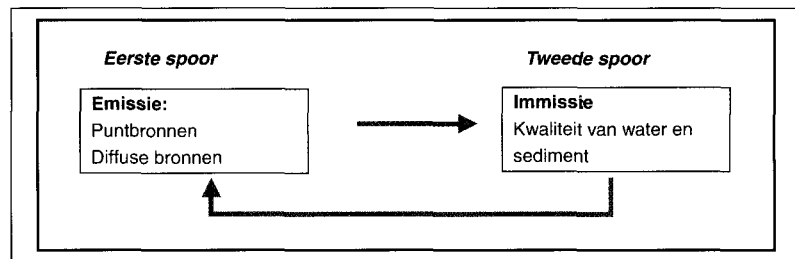 Eerste spoor
Tweede spoor
Emissie:
Puntbronnen
Diffuse bronnen
Immissie
Kwaliteit van water en
sediment